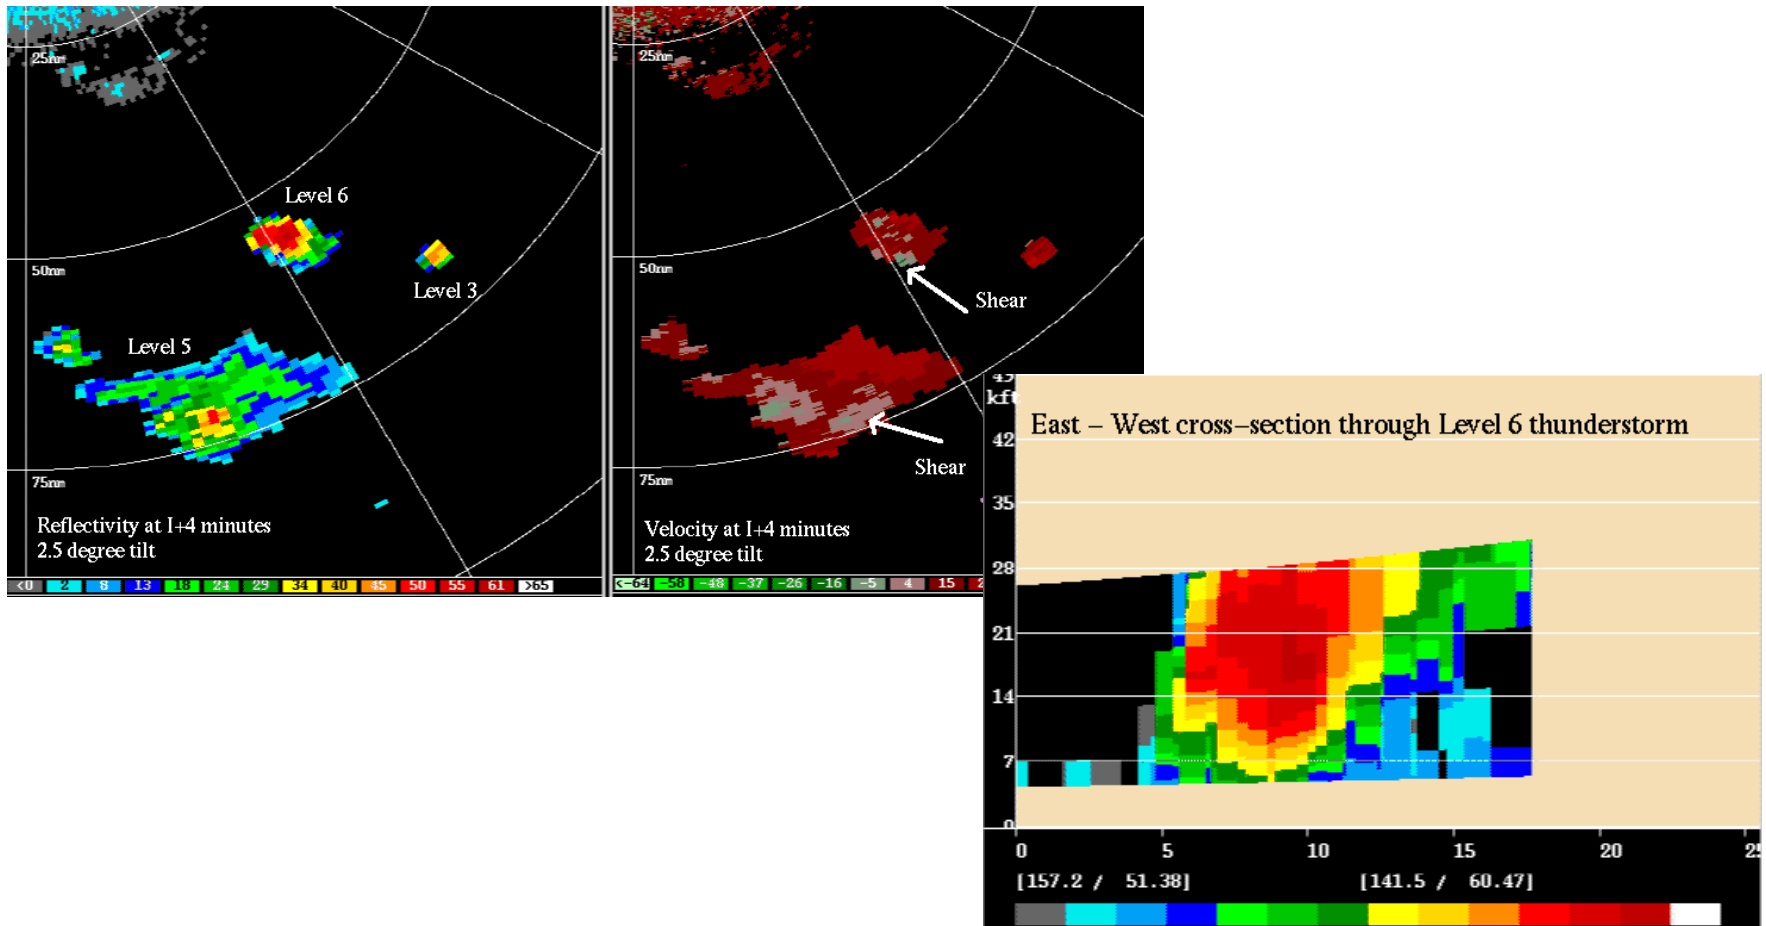 25nm
Level 6
50nm
Level 3
Level 5
75nm
Reflectivity at I+4 minutes
2.5 degree tilt
<0 2 8 13 18 24 29 34 40 45 50 55 61 >65
25nm
50nm
Shear
Shear
75nm
Velocity at I+4 minutes
2.5 degree tilt
<-64 -58 -48 -37 -26 -16 -5 4 15
kft
East - West cross-section through Level 6 thunderstorm
42
35
28
21
14
7
0
0 5 10 15 20
[157.2 / 51.38] [141.5 / 60.47]